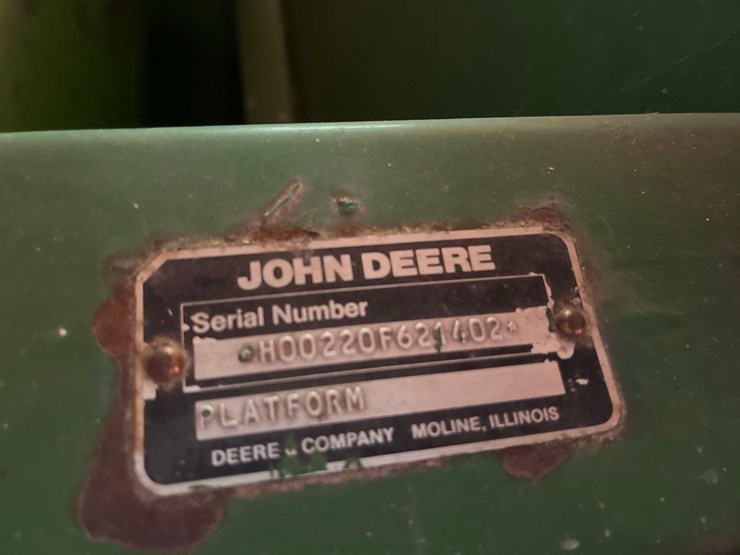 JOHN DEERE
Serial Number
*H00220F621402*
PLATFORM
DEERE & COMPANY MOLINE, ILLINOIS